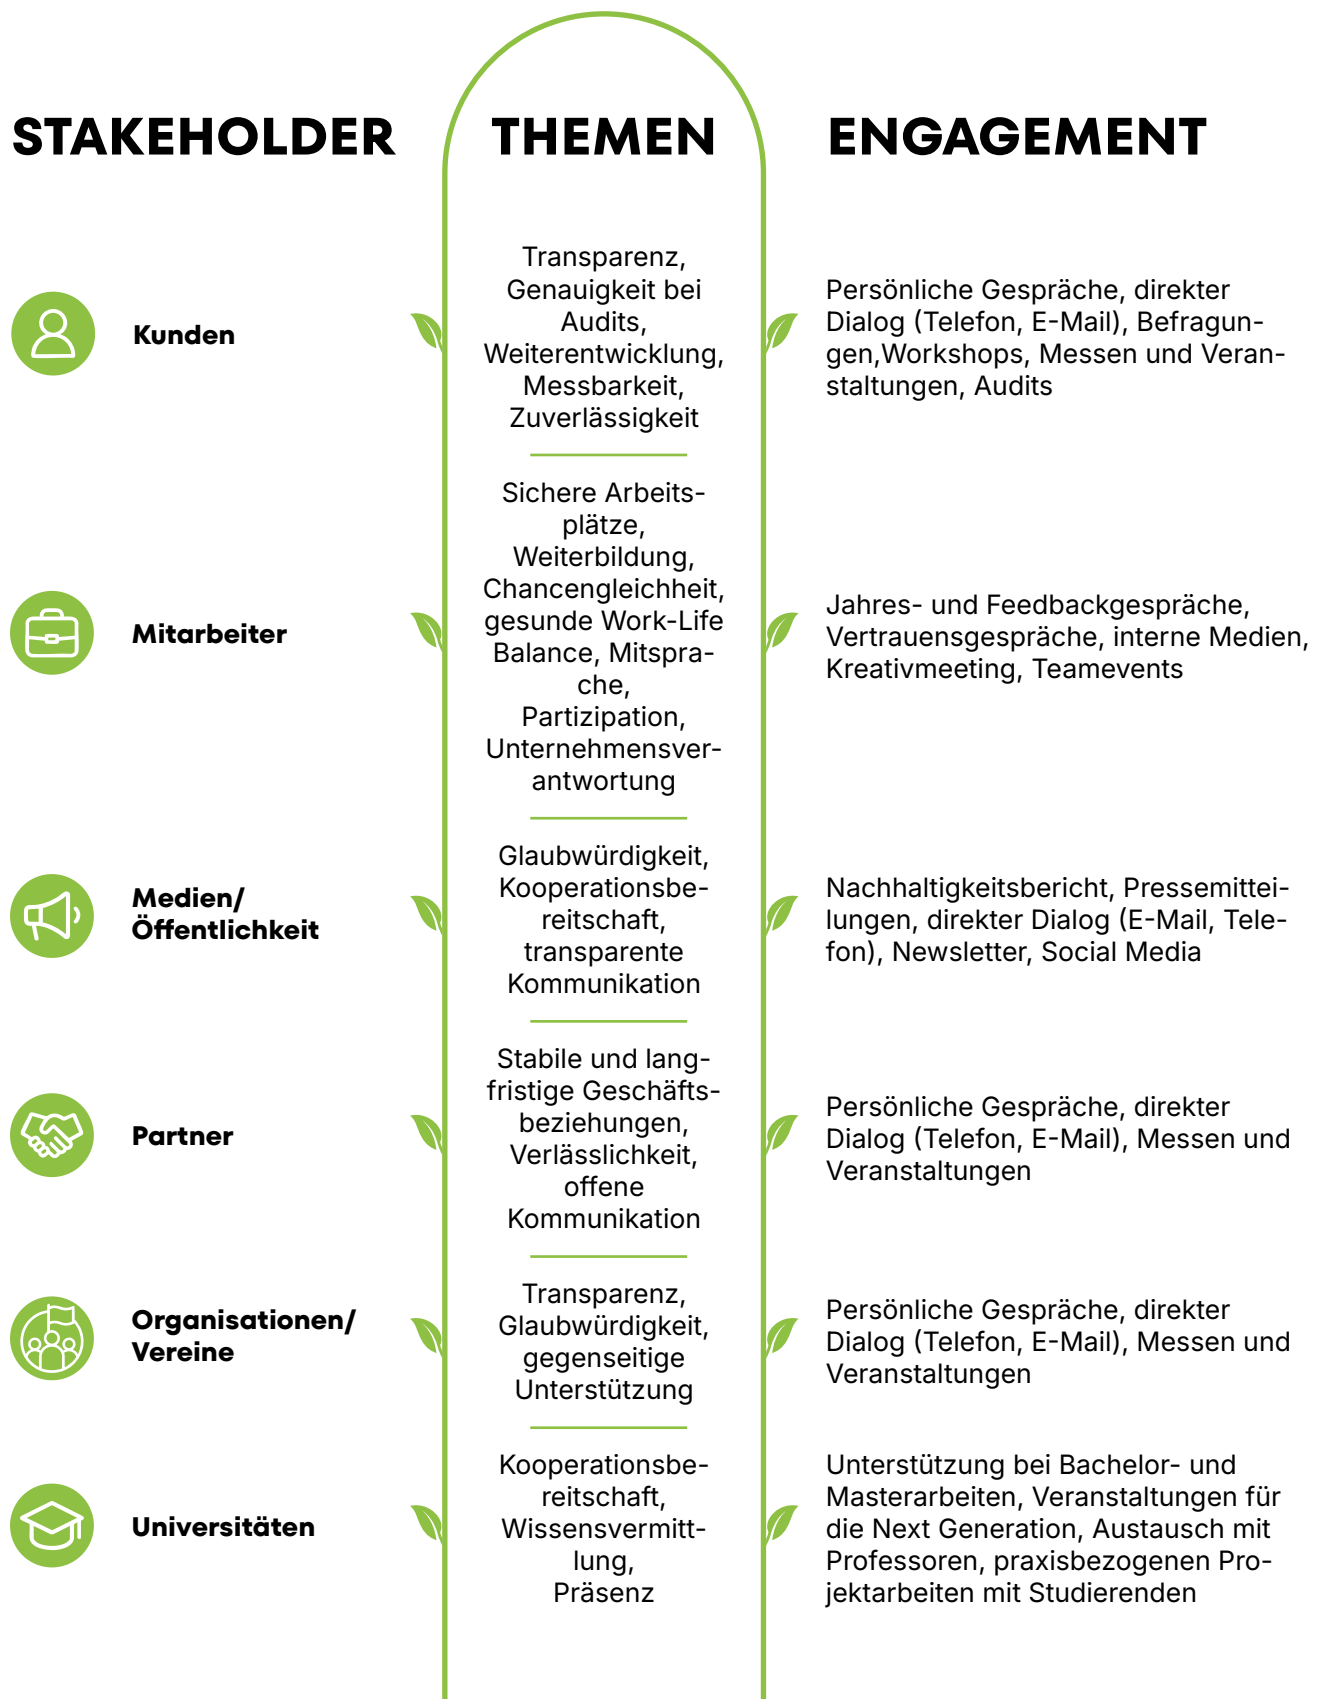 STAKEHOLDER
THEMEN
ENGAGEMENT
Kunden
Transparenz,
Genauigkeit bei
Audits,
Weiterentwicklung,
Messbarkeit,
Zuverlässigkeit
Persönliche Gespräche, direkter
Dialog (Telefon, E-Mail), Befragun-
gen,Workshops, Messen und Veran-
staltungen, Audits
Mitarbeiter
Sichere Arbeits-
plätze,
Weiterbildung,
Chancengleichheit,
gesunde Work-Life
Balance, Mitspra-
che,
Partizipation,
Unternehmensver-
antwortung
Jahres- und Feedbackgespräche,
Vertrauensgespräche, interne Medien,
Kreativmeeting, Teamevents
Medien/
Öffentlichkeit
Glaubwürdigkeit,
Kooperationsbe-
reitschaft,
transparente
Kommunikation
Nachhaltigkeitsbericht, Pressemittei-
lungen, direkter Dialog (E-Mail, Tele-
fon), Newsletter, Social Media
Partner
Stabile und lang-
fristige Geschäfts-
beziehungen,
Verlässlichkeit,
offene
Kommunikation
Persönliche Gespräche, direkter
Dialog (Telefon, E-Mail), Messen und
Veranstaltungen
Organisationen/
Vereine
Transparenz,
Glaubwürdigkeit,
gegenseitige
Unterstützung
Persönliche Gespräche, direkter
Dialog (Telefon, E-Mail), Messen und
Veranstaltungen
Universitäten
Kooperationsbe-
reitschaft,
Wissensvermitt-
lung,
Präsenz
Unterstützung bei Bachelor- und
Masterarbeiten, Veranstaltungen für
die Next Generation, Austausch mit
Professoren, praxisbezogenen Pro-
jektarbeiten mit Studierenden